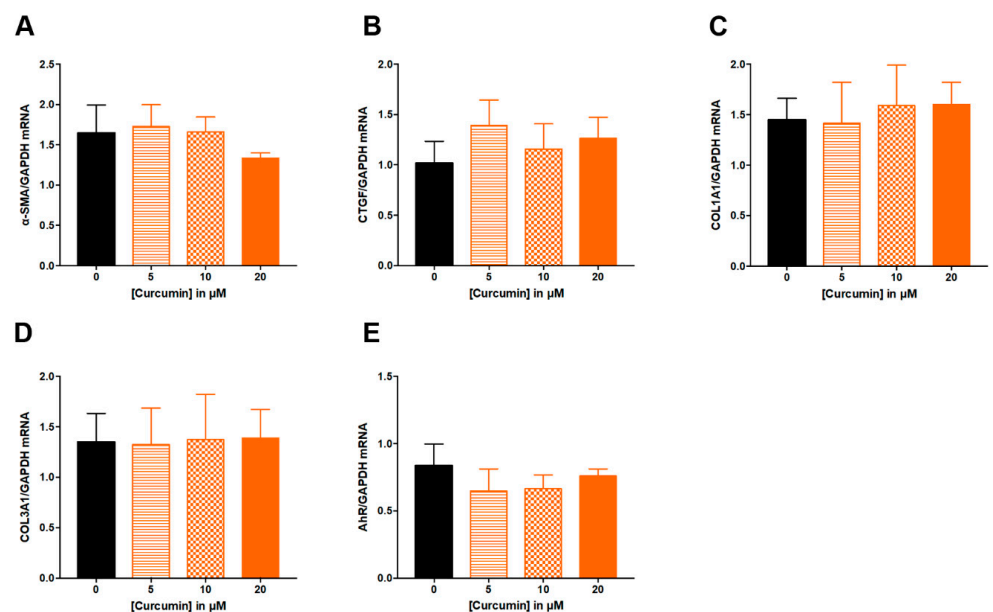 A
α-SMA/GAPDH mRNA
2.5
2.0
1.5
1.0
0.5
0.0
0 5 10 20
[Curcumin] in μM
B
CTGF/GAPDH mRNA
2.0
1.5
1.0
0.5
0.0
0 5 10 20
[Curcumin] in μM
C
COL1A1/GAPDH mRNA
2.0
1.5
1.0
0.5
0.0
0 5 10 20
[Curcumin] in μM
D
COL3A1/GAPDH mRNA
2.0
1.5
1.0
0.5
0.0
0 5 10 20
[Curcumin] in μM
E
AhR/GAPDH mRNA
1.5
1.0
0.5
0.0
0 5 10 20
[Curcumin] in μM